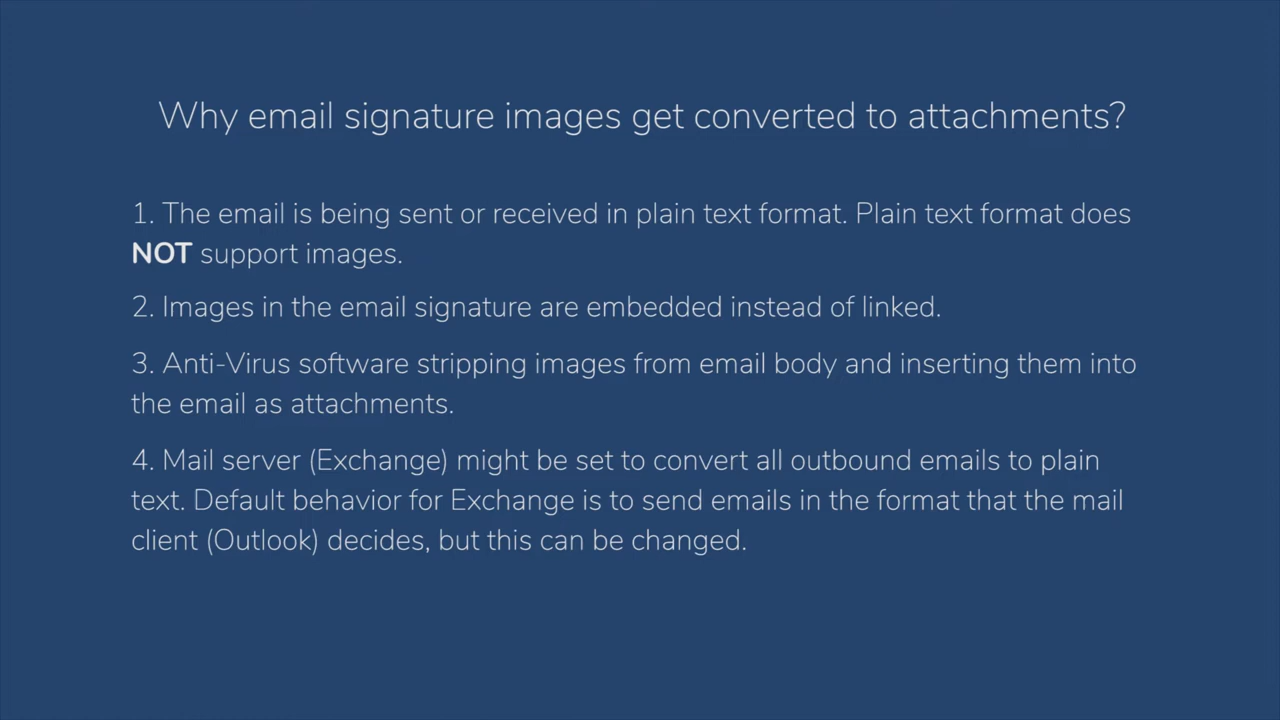 Why email signature images get converted to attachments?
1. The email is being sent or received in plain text format. Plain text format does
NOT support images.
2. Images in the email signature are embedded instead of linked.
3. Anti-Virus software stripping images from email body and inserting them into
the email as attachments.
4. Mail server (Exchange) might be set to convert all outbound emails to plain
text. Default behavior for Exchange is to send emails in the format that the mail
client (Outlook) decides, but this can be changed.